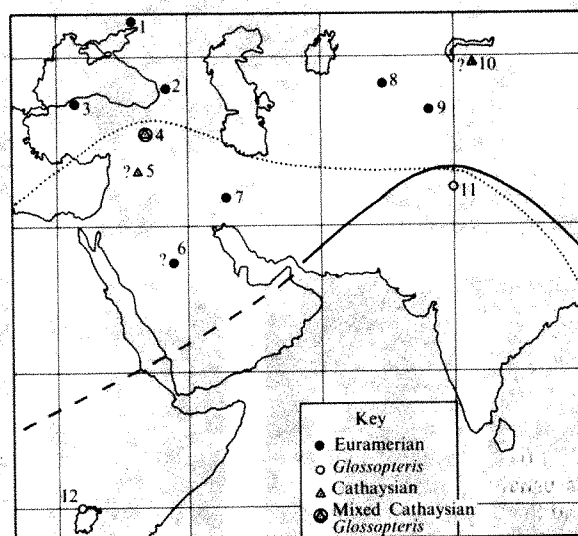 1
2
3
4
? 5
? 6
7
8
9
? 10
11
12
Key
Euramerian
Glossopteris
Cathaysian
Mixed Cathaysian
Glossopteris